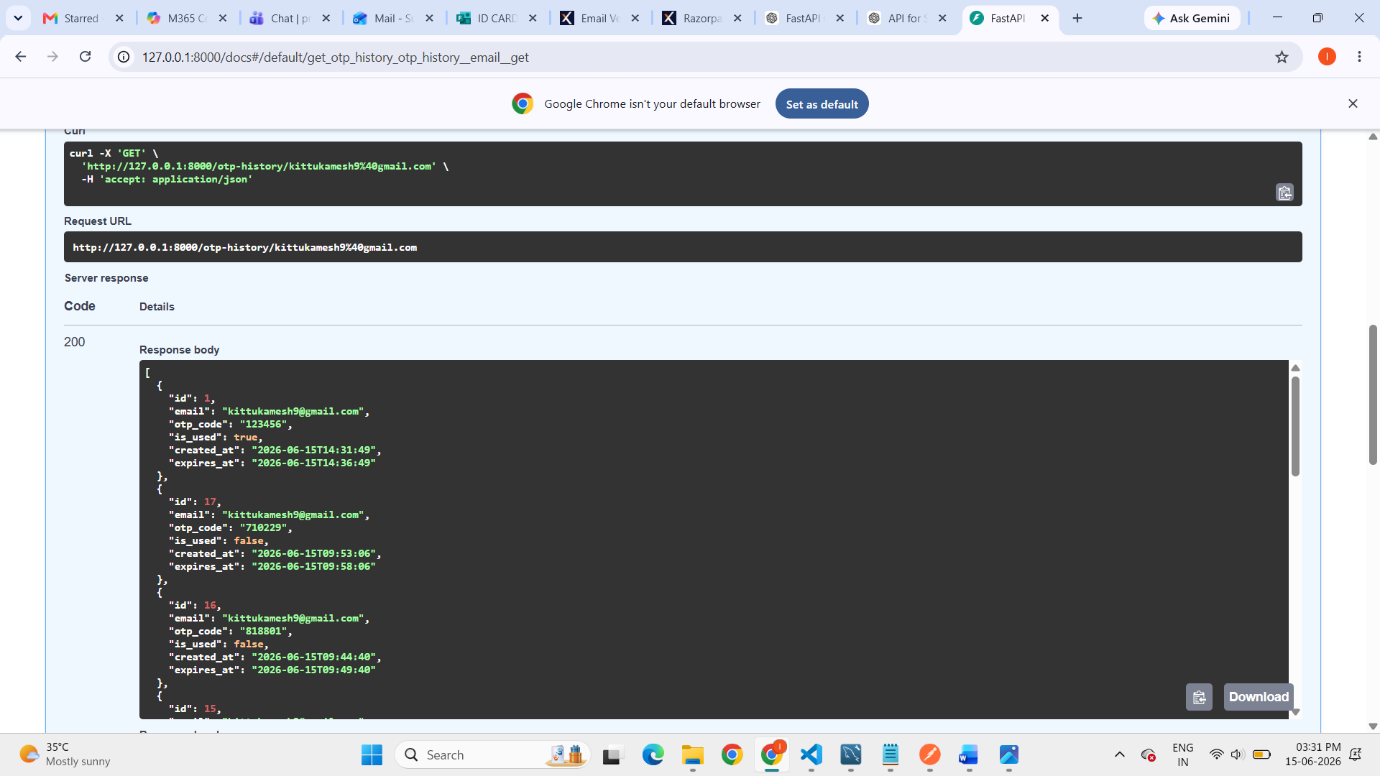 Starred
M365 C
Chat | p
Mail - S
ID CARD
Email Ve
Razorpa
FastAPI
API for S
FastAPI
Ask Gemini
127.0.0.1:8000/docs#/default/get_otp_history_otp_history__email__get
I
Google Chrome isn't your default browser
Set as default
Curl
curl -X 'GET' \
'http://127.0.0.1:8000/otp-history/kittukamesh9%40gmail.com' \
-H 'accept: application/json'
Request URL
http://127.0.0.1:8000/otp-history/kittukamesh9%40gmail.com
Server response
Code Details
200
Response body
[
{
"id": 1,
"email": "kittukamesh9@gmail.com",
"otp_code": "123456",
"is_used": true,
"created_at": "2026-06-15T14:31:49",
"expires_at": "2026-06-15T14:36:49"
},
{
"id": 17,
"email": "kittukamesh9@gmail.com",
"otp_code": "710229",
"is_used": false,
"created_at": "2026-06-15T09:53:06",
"expires_at": "2026-06-15T09:58:06"
},
{
"id": 16,
"email": "kittukamesh9@gmail.com",
"otp_code": "818801",
"is_used": false,
"created_at": "2026-06-15T09:44:40",
"expires_at": "2026-06-15T09:49:40"
},
{
"id": 15,
Download
35°C
Mostly sunny
Search
1
ENG
IN
03:31 PM
15-06-2026